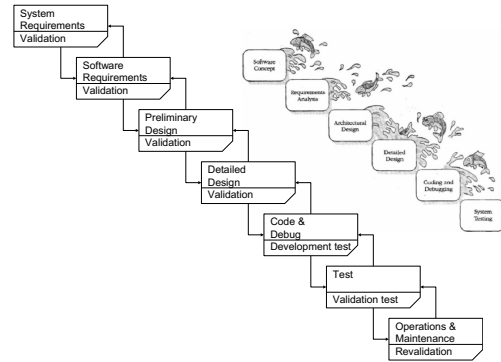 System
Requirements
Validation
Software
Requirements
Validation
Preliminary
Design
Validation
Detailed
Design
Validation
Code &
Debug
Development test
Test
Validation test
Operations &
Maintenance
Revalidation
Software
Concept
Requirements
Analysis
Architectural
Design
Detailed
Design
Coding and
Debugging
System
Testing